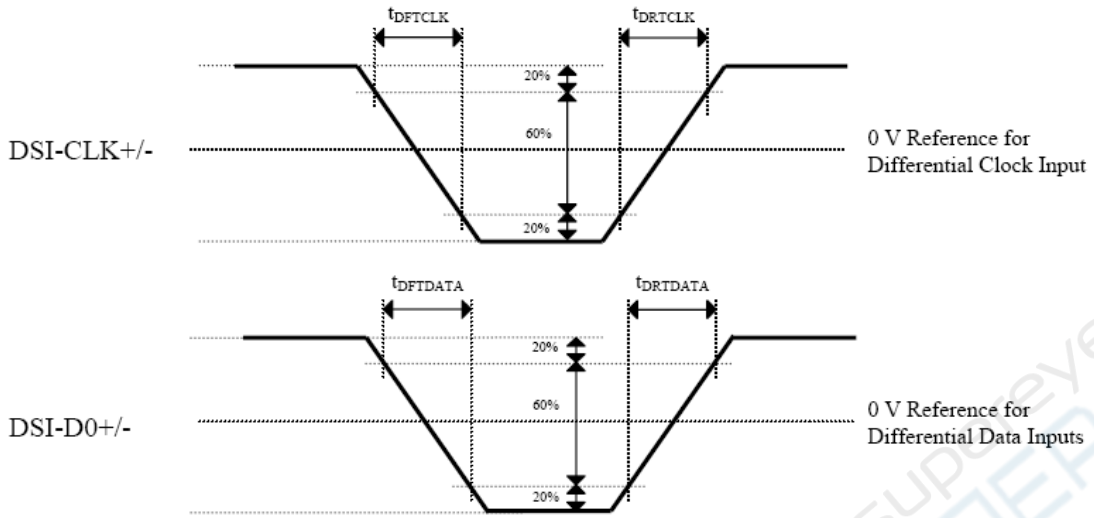 tDFTCLK
tDRTCLK
20%
60%
20%
DSI-CLK+/-
0 V Reference for
Differential Clock Input
tDFTDATA
tDRTDATA
20%
60%
20%
DSI-D0+/-
0 V Reference for
Differential Data Inputs